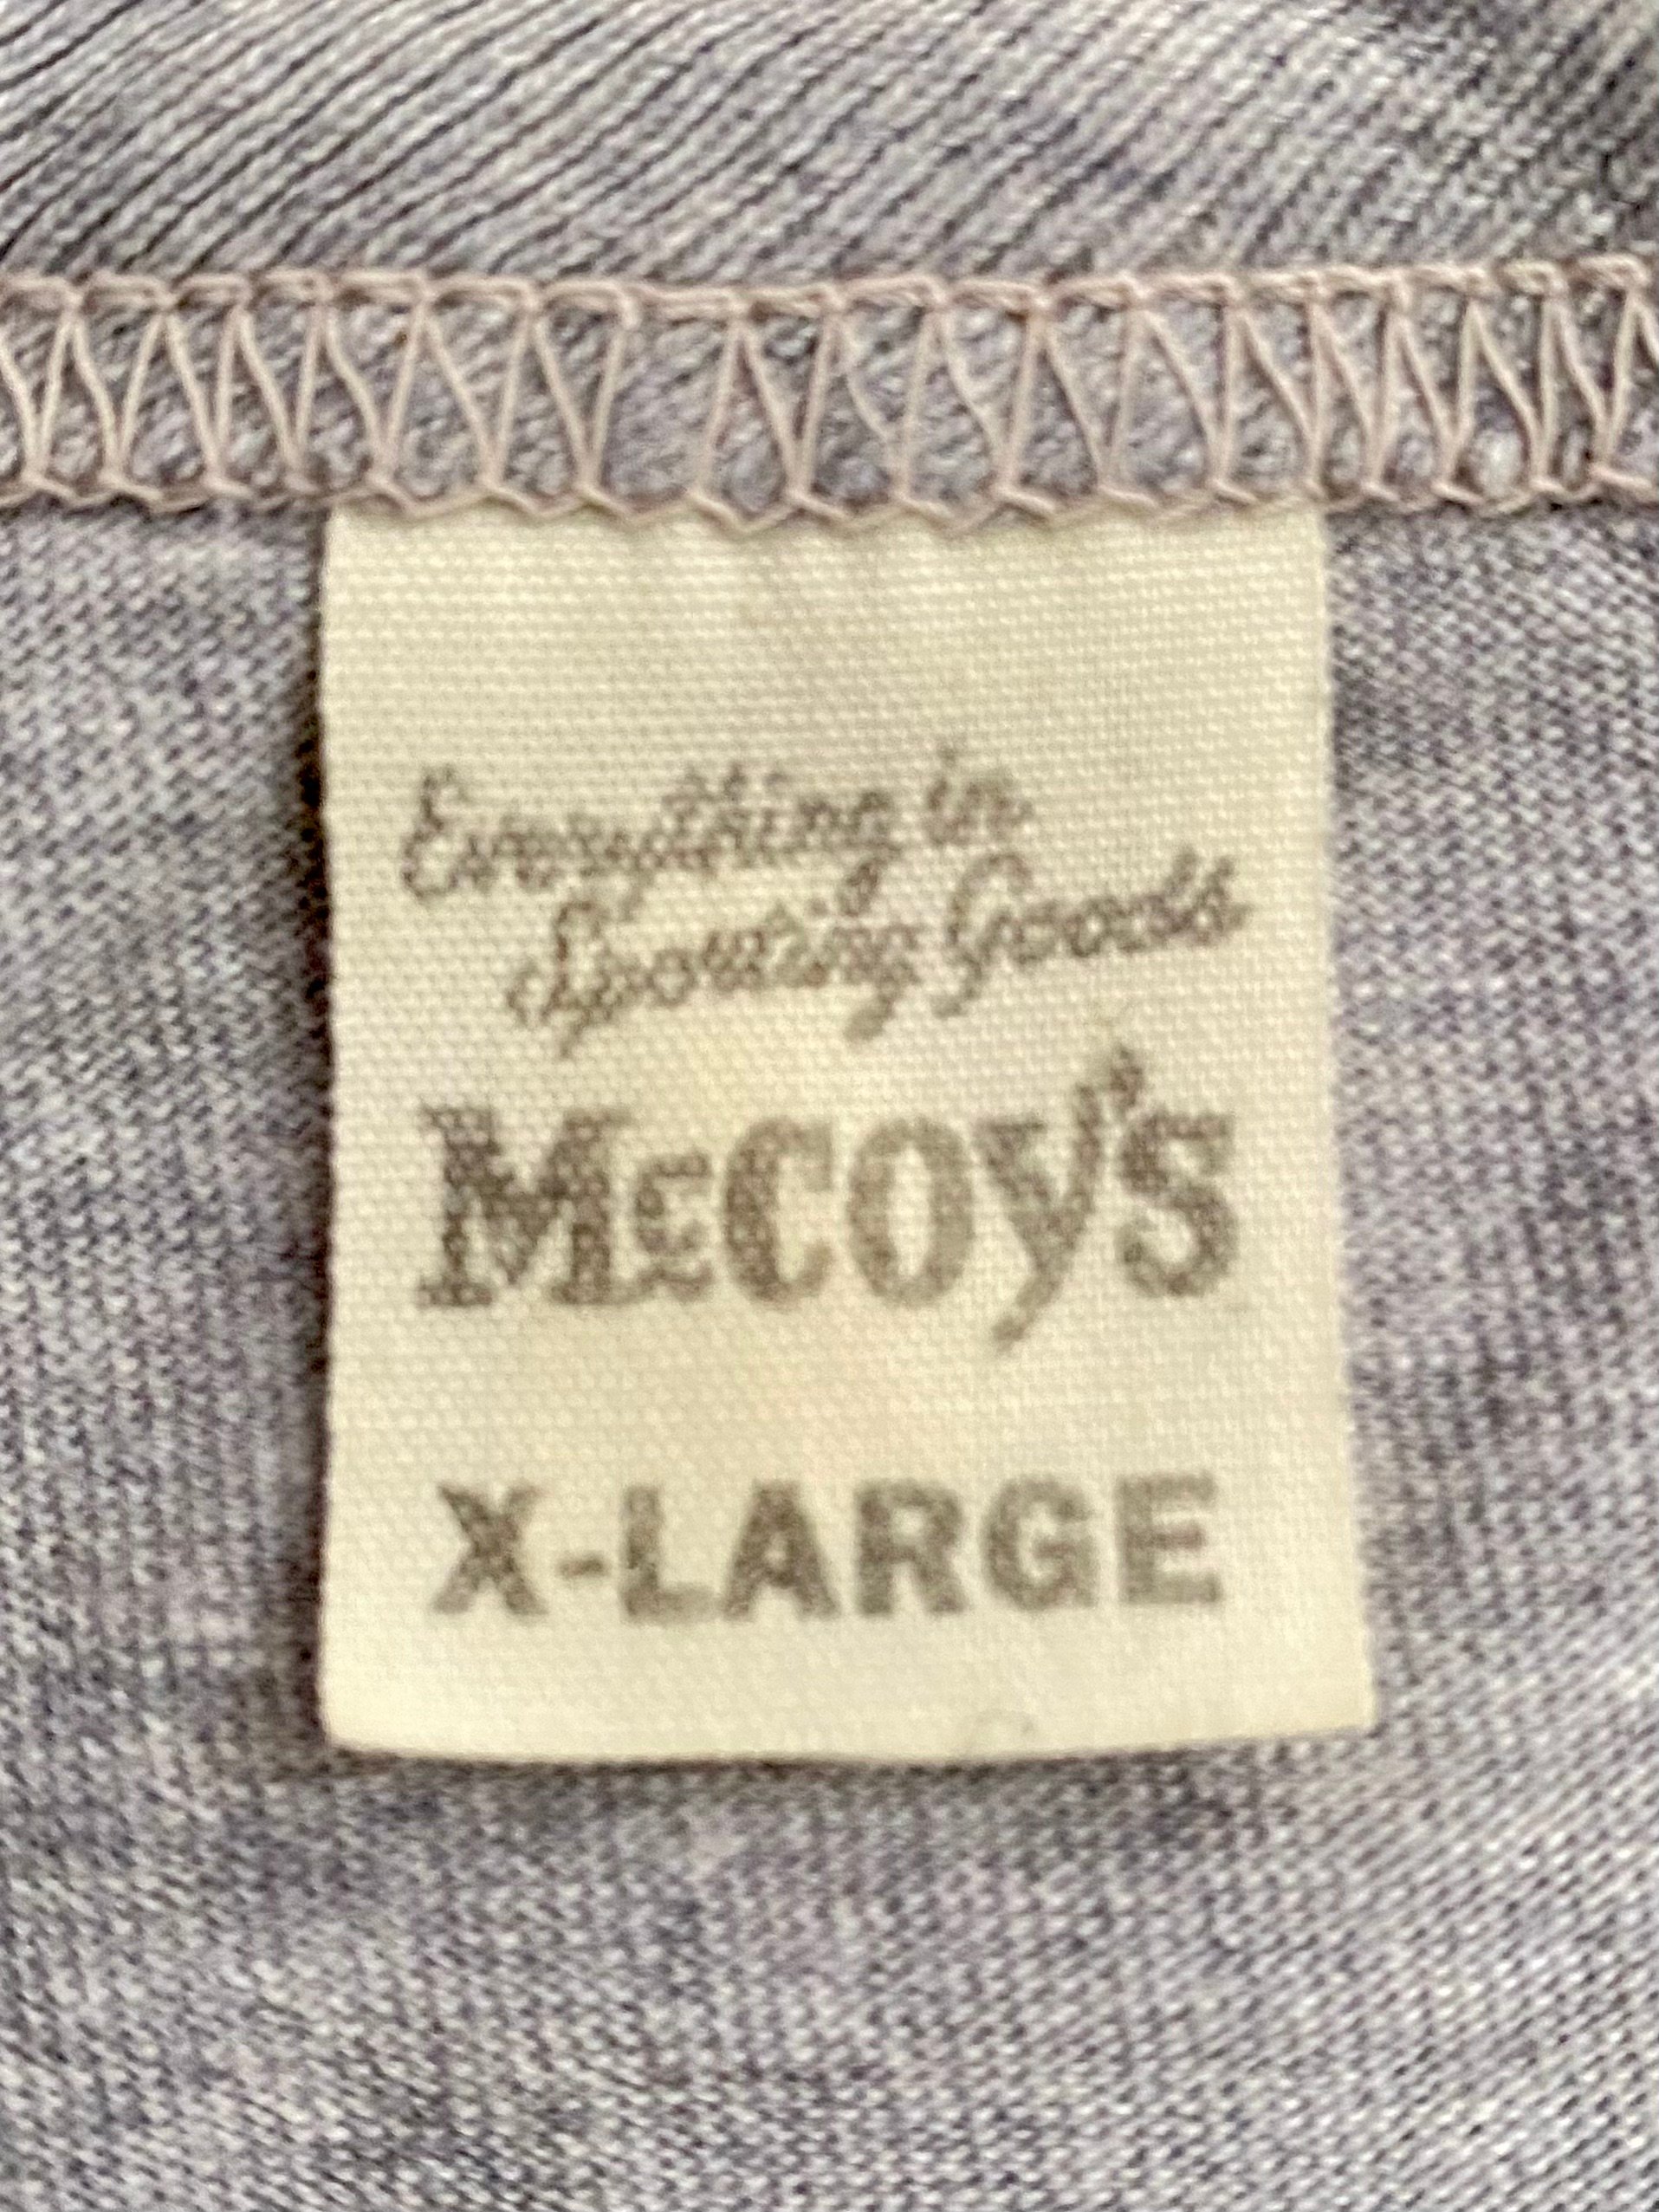 Everything in
Sporting Goods
McCOY'S
X-LARGE